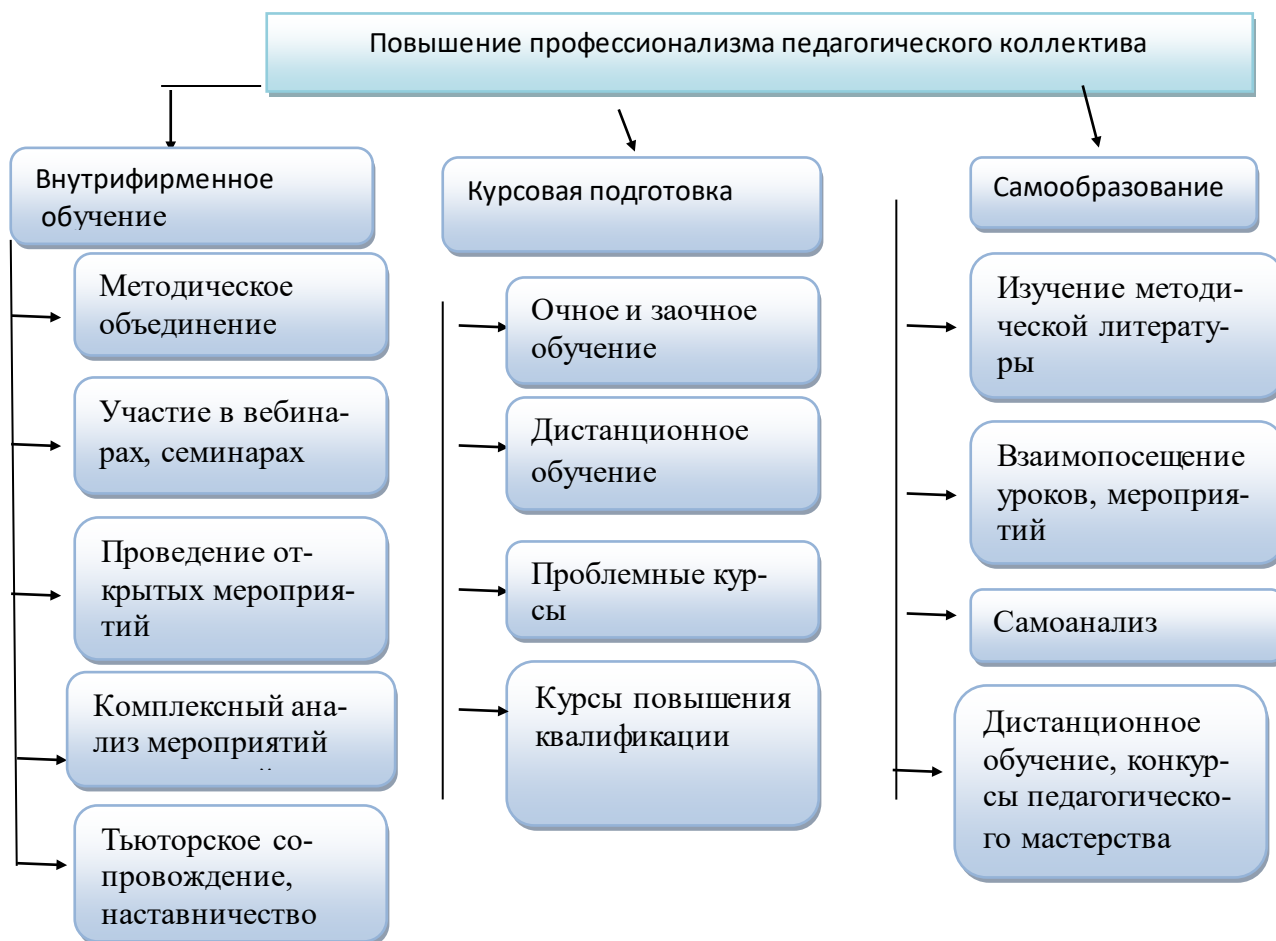 Повышение профессионализма педагогического коллектива
Внутрифирменное
обучение
Методическое
объединение
Участие в вебина-
рах, семинарах
Проведение от-
крытых мероприя-
тий
Комплексный ана-
лиз мероприятий
Тьюторское со-
провождение,
наставничество
Курсовая подготовка
Очное и заочное
обучение
Дистанционное
обучение
Проблемные кур-
сы
Курсы повышения
квалификации
Самообразование
Изучение методи-
ческой литерату-
ры
Взаимопосещение
уроков, мероприя-
тий
Самоанализ
Дистанционное
обучение, конкур-
сы педагогическо-
го мастерства